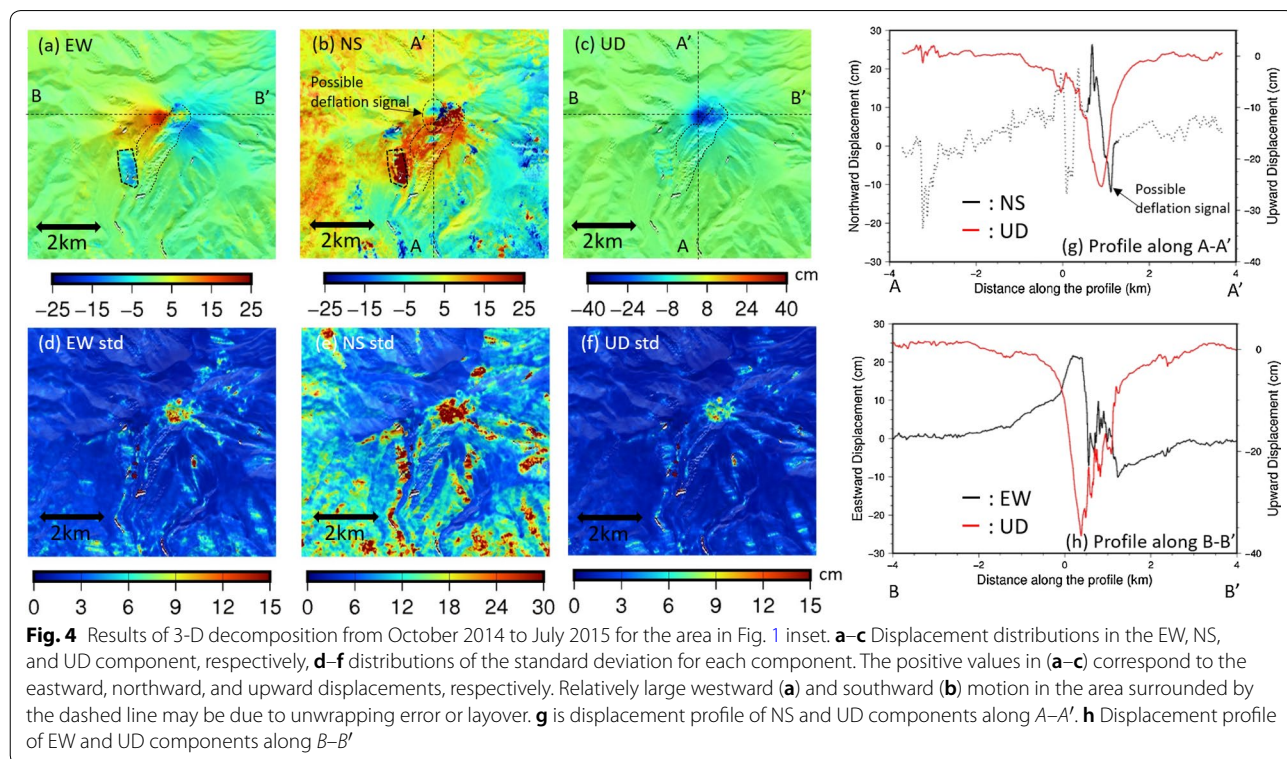 (a) EW
(b) NS
A'
(c) UD
Possible
deflation signal
B
B'
B
B'
2km
2km
2km
A
A
cm
−25 −15 −5 5 15 25
−25 −15 −5 5 15 25
−40 −24 −8 8 24 40
(d) EW std
(e) NS std
(f) UD std
2km
2km
2km
cm
0 3 6 9 12 15
0 6 12 18 24 30
0 3 6 9 12 15
30
20
10
0
−10
−20
−30
Northward Displacement (cm)
0
−10
−20
−30
−40
Upward Displacement (cm)
: NS
: UD
Possible
deflation signal
(g) Profile along A-A'
−4 −2 0 2 4
A
Distance along the profile (km)
A'
30
20
10
0
−10
−20
−30
Eastward Displacement (cm)
0
−20
−40
Upward Displacement (cm)
: EW
: UD
(h) Profile along B-B'
−4 −2 0 2 4
B
Distance along the profile (km)
B'
Fig. 4 Results of 3-D decomposition from October 2014 to July 2015 for the area in Fig. 1 inset. a–c Displacement distributions in the EW, NS,
and UD component, respectively, d–f distributions of the standard deviation for each component. The positive values in (a–c) correspond to the
eastward, northward, and upward displacements, respectively. Relatively large westward (a) and southward (b) motion in the area surrounded by
the dashed line may be due to unwrapping error or layover. g is displacement profile of NS and UD components along A–A′. h Displacement profile
of EW and UD components along B–B′